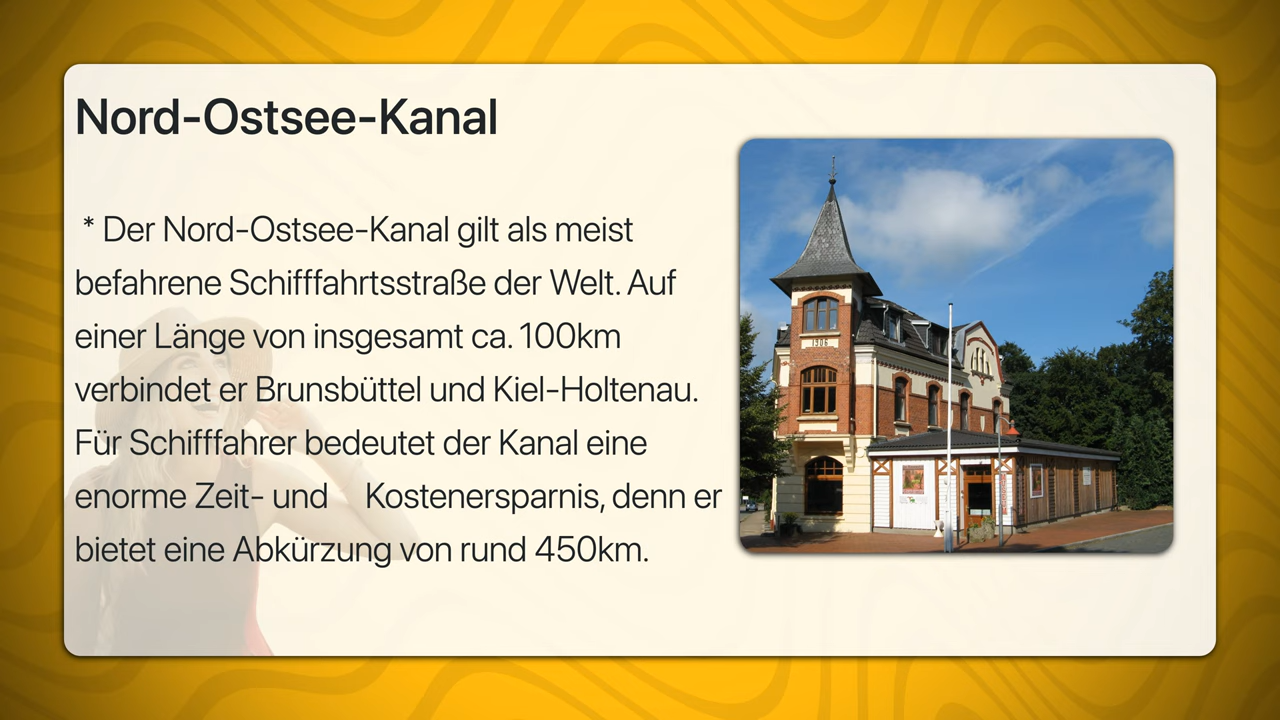 Nord-Ostsee-Kanal
* Der Nord-Ostsee-Kanal gilt als meist
befahrene Schifffahrtsstraße der Welt. Auf
einer Länge von insgesamt ca. 100km
verbindet er Brunsbüttel und Kiel-Holtenau.
Für Schifffahrer bedeutet der Kanal eine
enorme Zeit- und Kostenersparnis, denn er
bietet eine Abkürzung von rund 450km.
1906